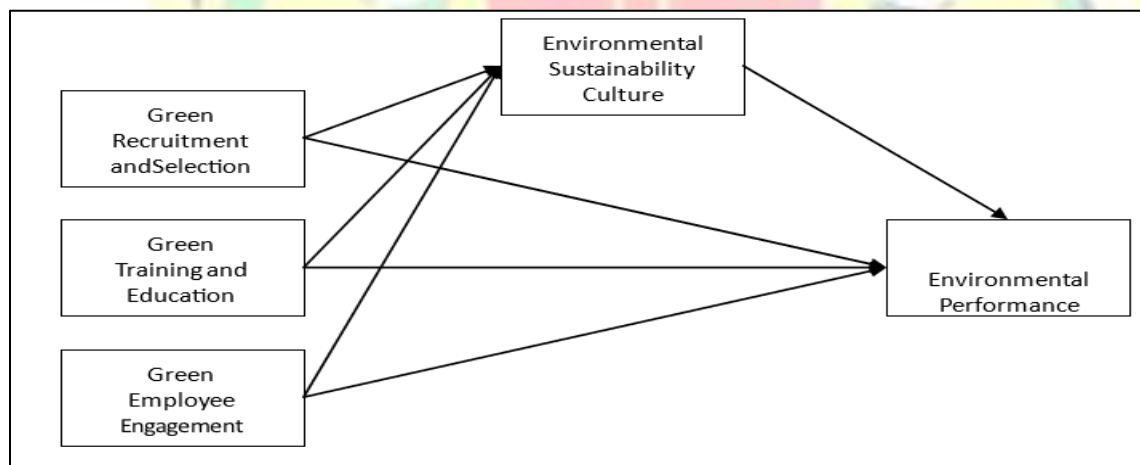 Environmental
Sustainability
Culture
Green
Recruitment
andSelection
Green
Training and
Education
Environmental
Performance
Green
Employee
Engagement